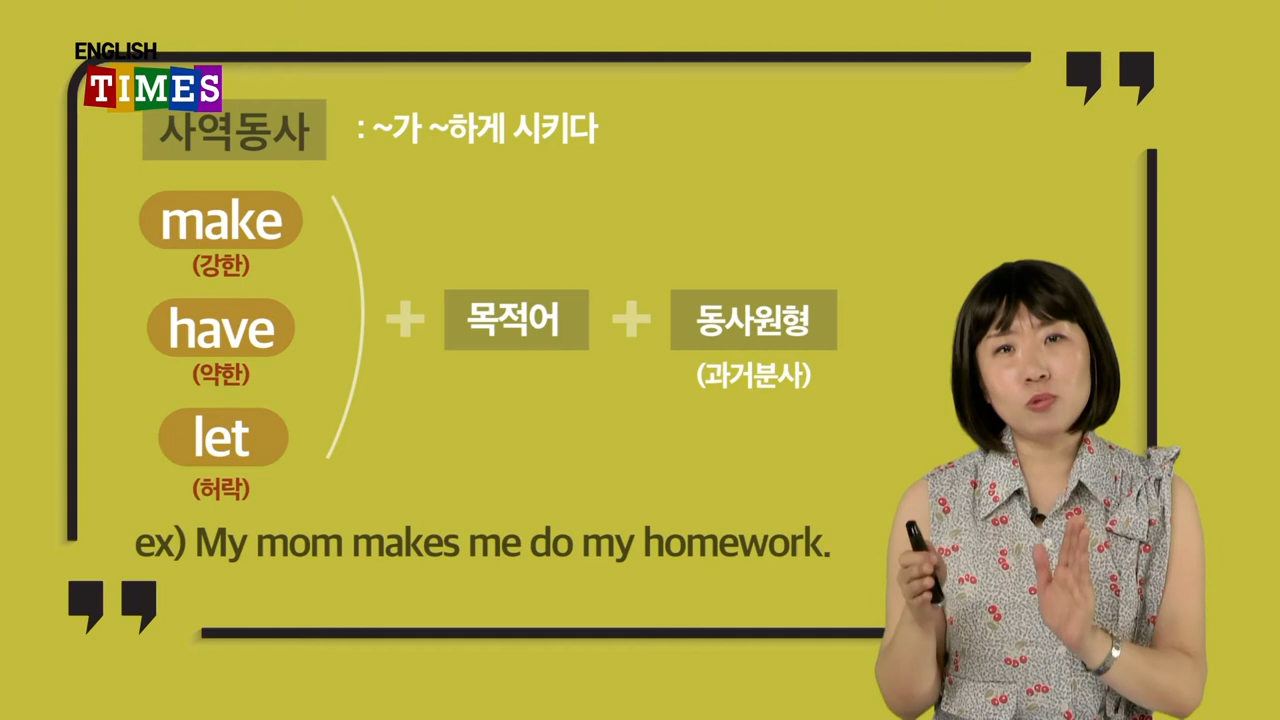 ENGLISH
TIMES
사역동사 : ~가 ~하게 시키다
make
(강한)
have
(약한)
let
(허락)
+ 목적어 + 동사원형
(과거분사)
ex) My mom makes me do my homework.